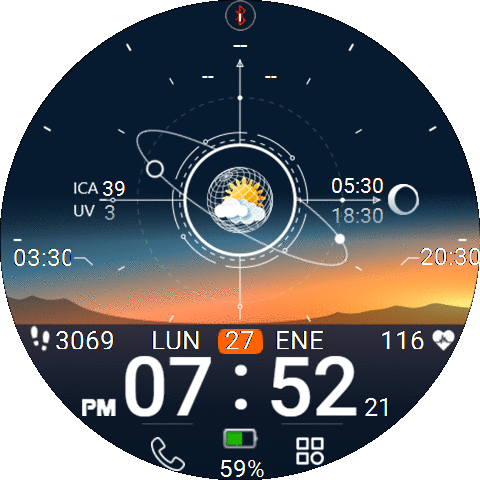 --
-- --
ICA 39 05:30
UV 3 18:30
03:30 20:30
3069 LUN 27 ENE 116
PM 07:52 21
59%